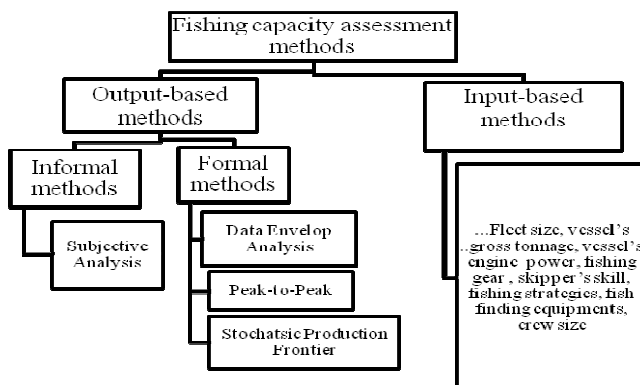 Fishing capacity assessment
methods
Output-based
methods
Input-based
methods
Informal
methods
Formal
methods
Subjective
Analysis
Data Envelop
Analysis
Peak-to-Peak
Stochatsic Production
Frontier
...Fleet size, vessel's
..gross tonnage, vessel's
engine power, fishing
gear , skipper's skill,
fishing strategies, fish
finding equipments,
crew size